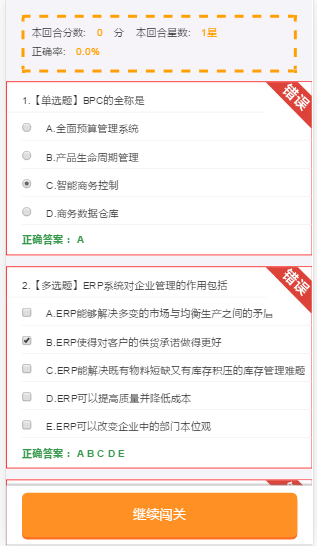 本回合分数: 0 分 本回合星数: 1星
正确率: 0.0%
错误
1.【单选题】BPC的全称是
A.全面预算管理系统
B.产品生命周期管理
C.智能商务控制
D.商务数据仓库
正确答案: A
错误
2.【多选题】ERP系统对企业管理的作用包括
A.ERP能够解决多变的市场与均衡生产之间的矛盾
B.ERP使得对客户的供货承诺做得更好
C.ERP能解决既有物料短缺又有库存积压的库存管理难题
D.ERP可以提高质量并降低成本
E.ERP可以改变企业中的部门本位观
正确答案: A B C D E
继续闯关